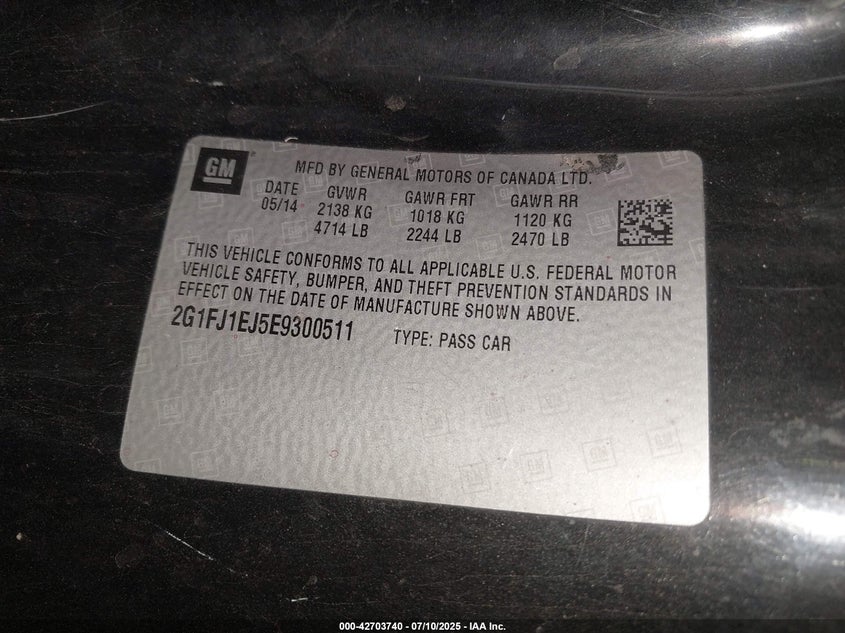 GM
MFD BY GENERAL MOTORS OF CANADA LTD.
DATE GVWR GAWR FRT GAWR RR
05/14 2138 KG 1018 KG 1120 KG
4714 LB 2244 LB 2470 LB
THIS VEHICLE CONFORMS TO ALL APPLICABLE U.S. FEDERAL MOTOR
VEHICLE SAFETY, BUMPER, AND THEFT PREVENTION STANDARDS IN
EFFECT ON THE DATE OF MANUFACTURE SHOWN ABOVE.
2G1FJ1EJ5E9300511 TYPE: PASS CAR
000-42703740 - 07/10/2025 - IAA Inc.